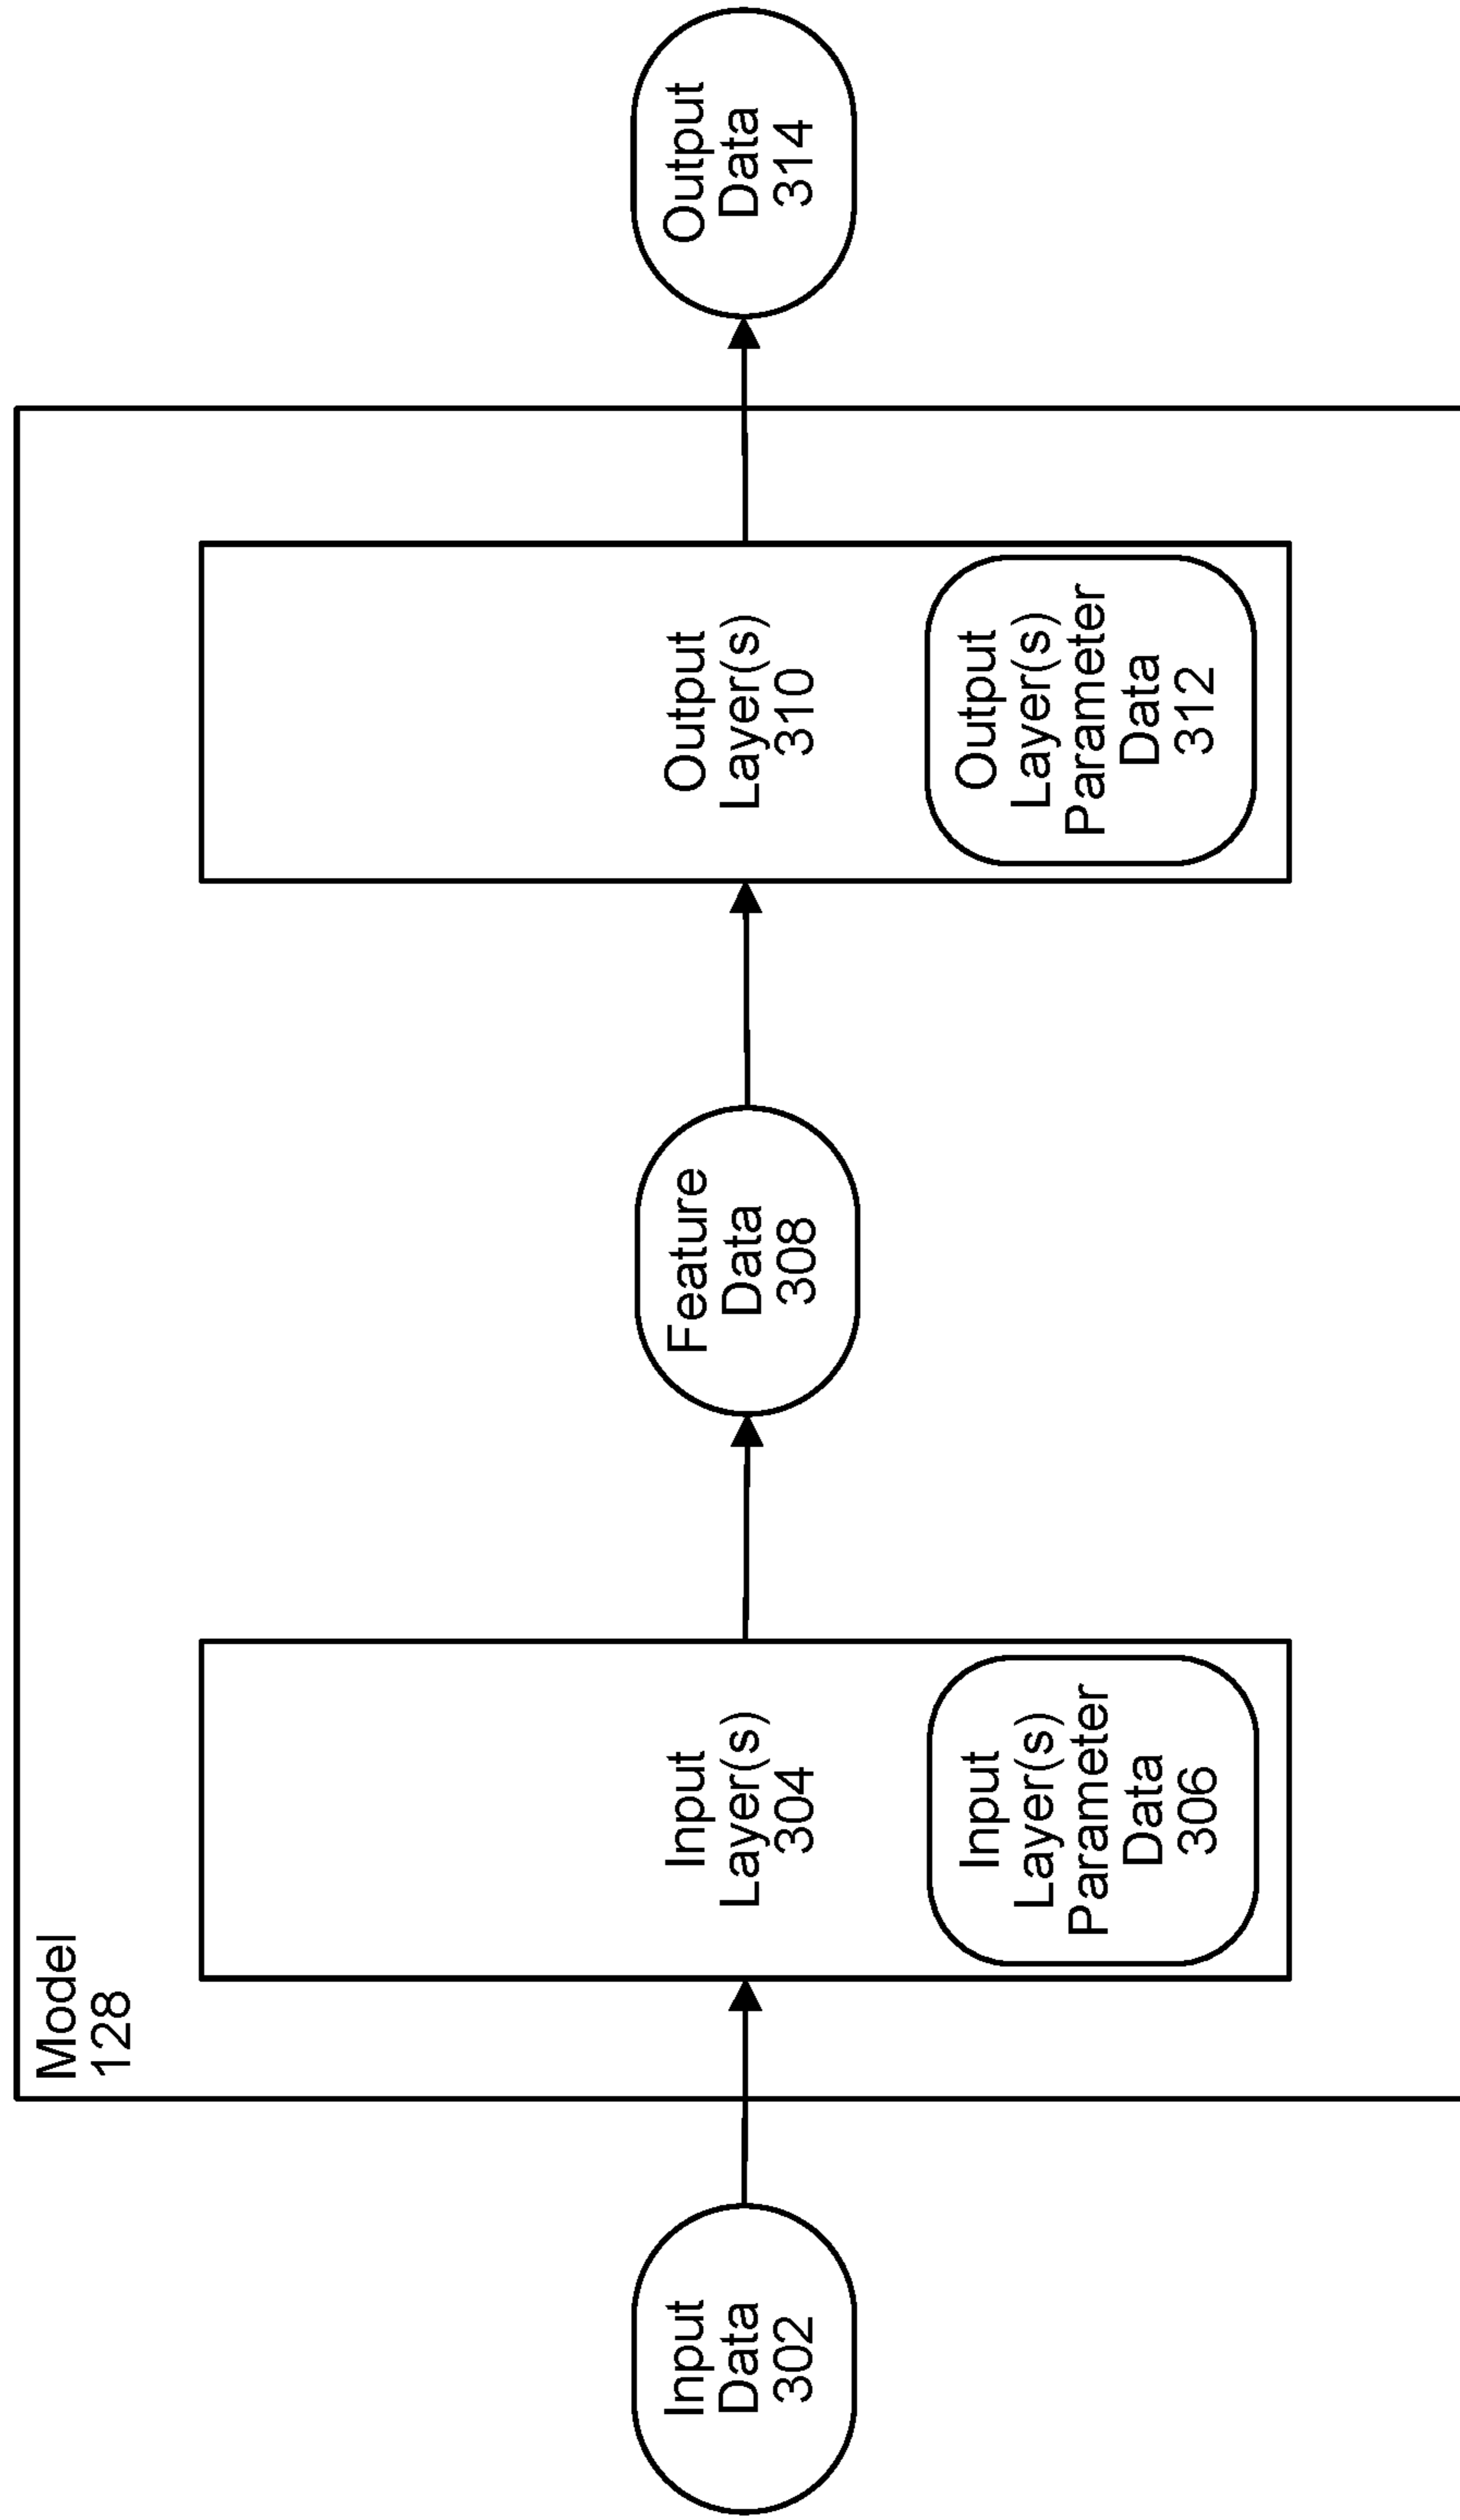 Model
128
Input
Data
302
Input
Layer(s)
304
Input
Layer(s)
Parameter
Data
306
Feature
Data
308
Output
Layer(s)
310
Output
Layer(s)
Parameter
Data
312
Output
Data
314